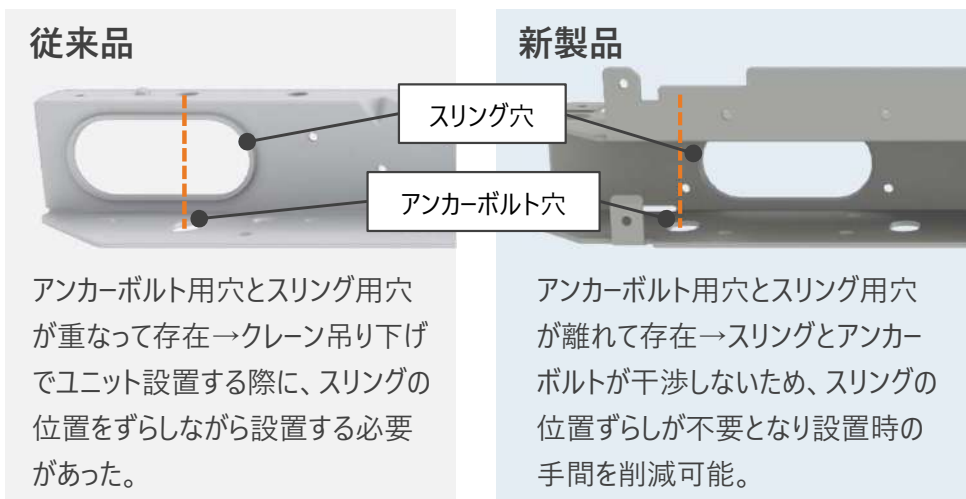 従来品
新製品
スリング穴
アンカーボルト穴
アンカーボルト用穴とスリング用穴
が重なって存在→クレーン吊り下げ
でユニット設置する際に、スリングの
位置をずらしながら設置する必要
があった。
アンカーボルト用穴とスリング用穴
が離れて存在→スリングとアンカー
ボルトが干渉しないため、スリングの
位置ずらしが不要となり設置時の
手間を削減可能。